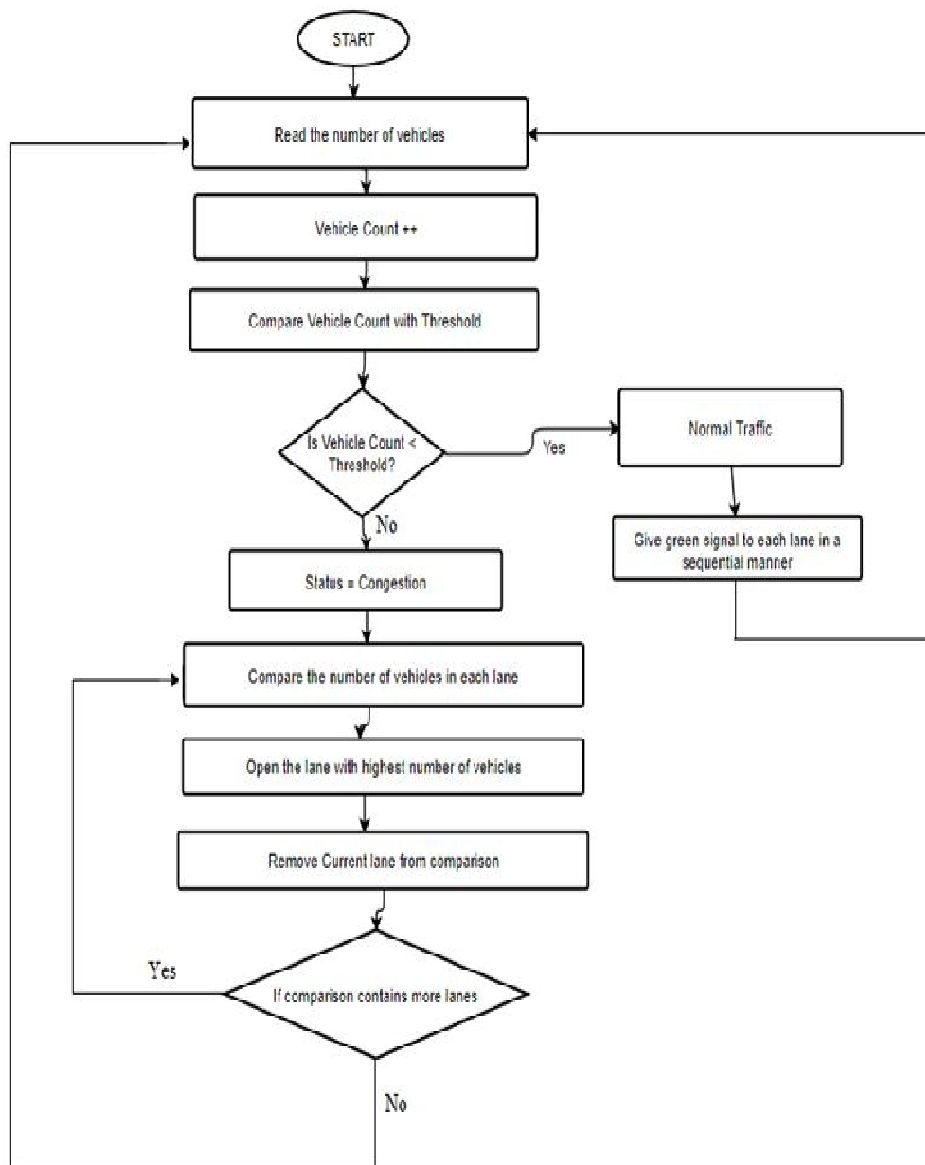 START
Read the number of vehicles
Vehicle Count ++
Compare Vehicle Count with Threshold
Is Vehicle Count <
Threshold?
Yes
Normal Traffic
Give green signal to each lane in a
sequential manner
No
Status = Congestion
Compare the number of vehicles in each lane
Open the lane with highest number of vehicles
Remove Current lane from comparison
If comparison contains more lanes
Yes
No